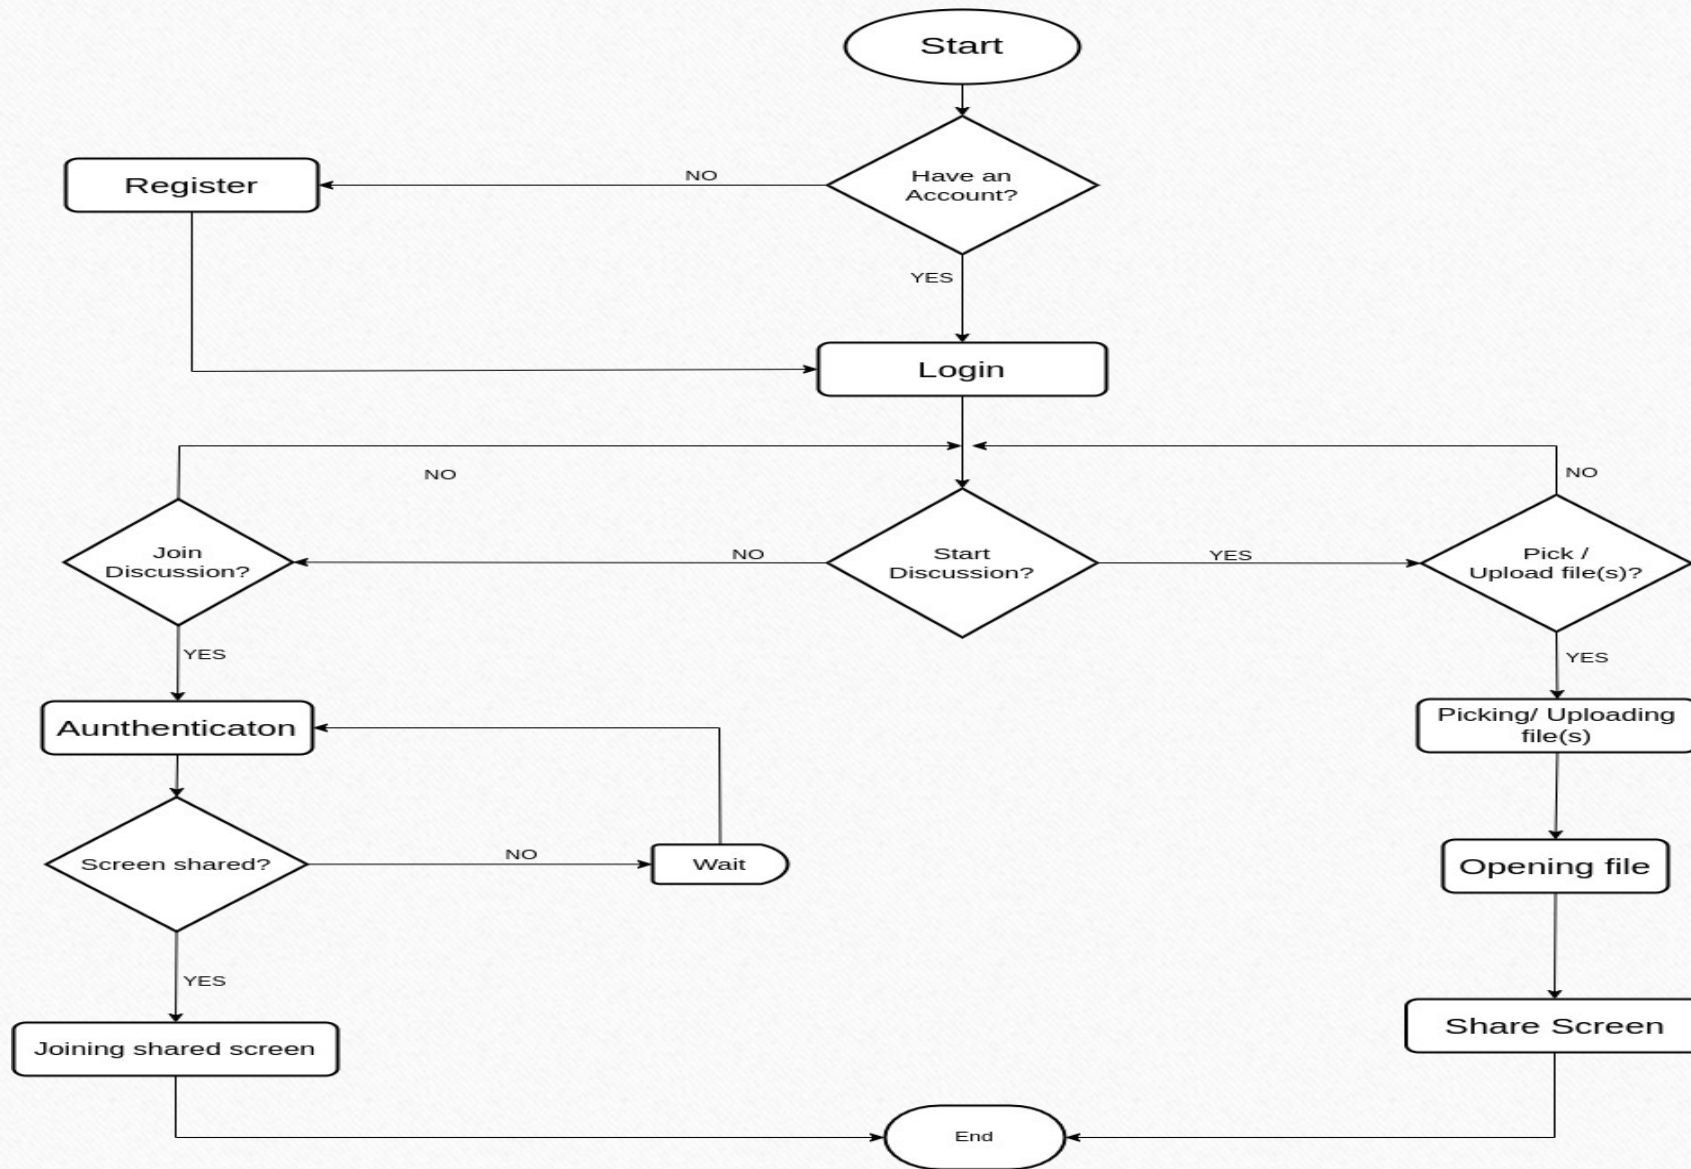 Start
Have an
Account?
NO
Register
YES
Login
NO
NO
Join
Discussion?
NO
Start
Discussion?
YES
Pick /
Upload file(s)?
YES
YES
Aunthenticaton
Picking/ Uploading
file(s)
Screen shared?
NO
Wait
Opening file
YES
Joining shared screen
Share Screen
End